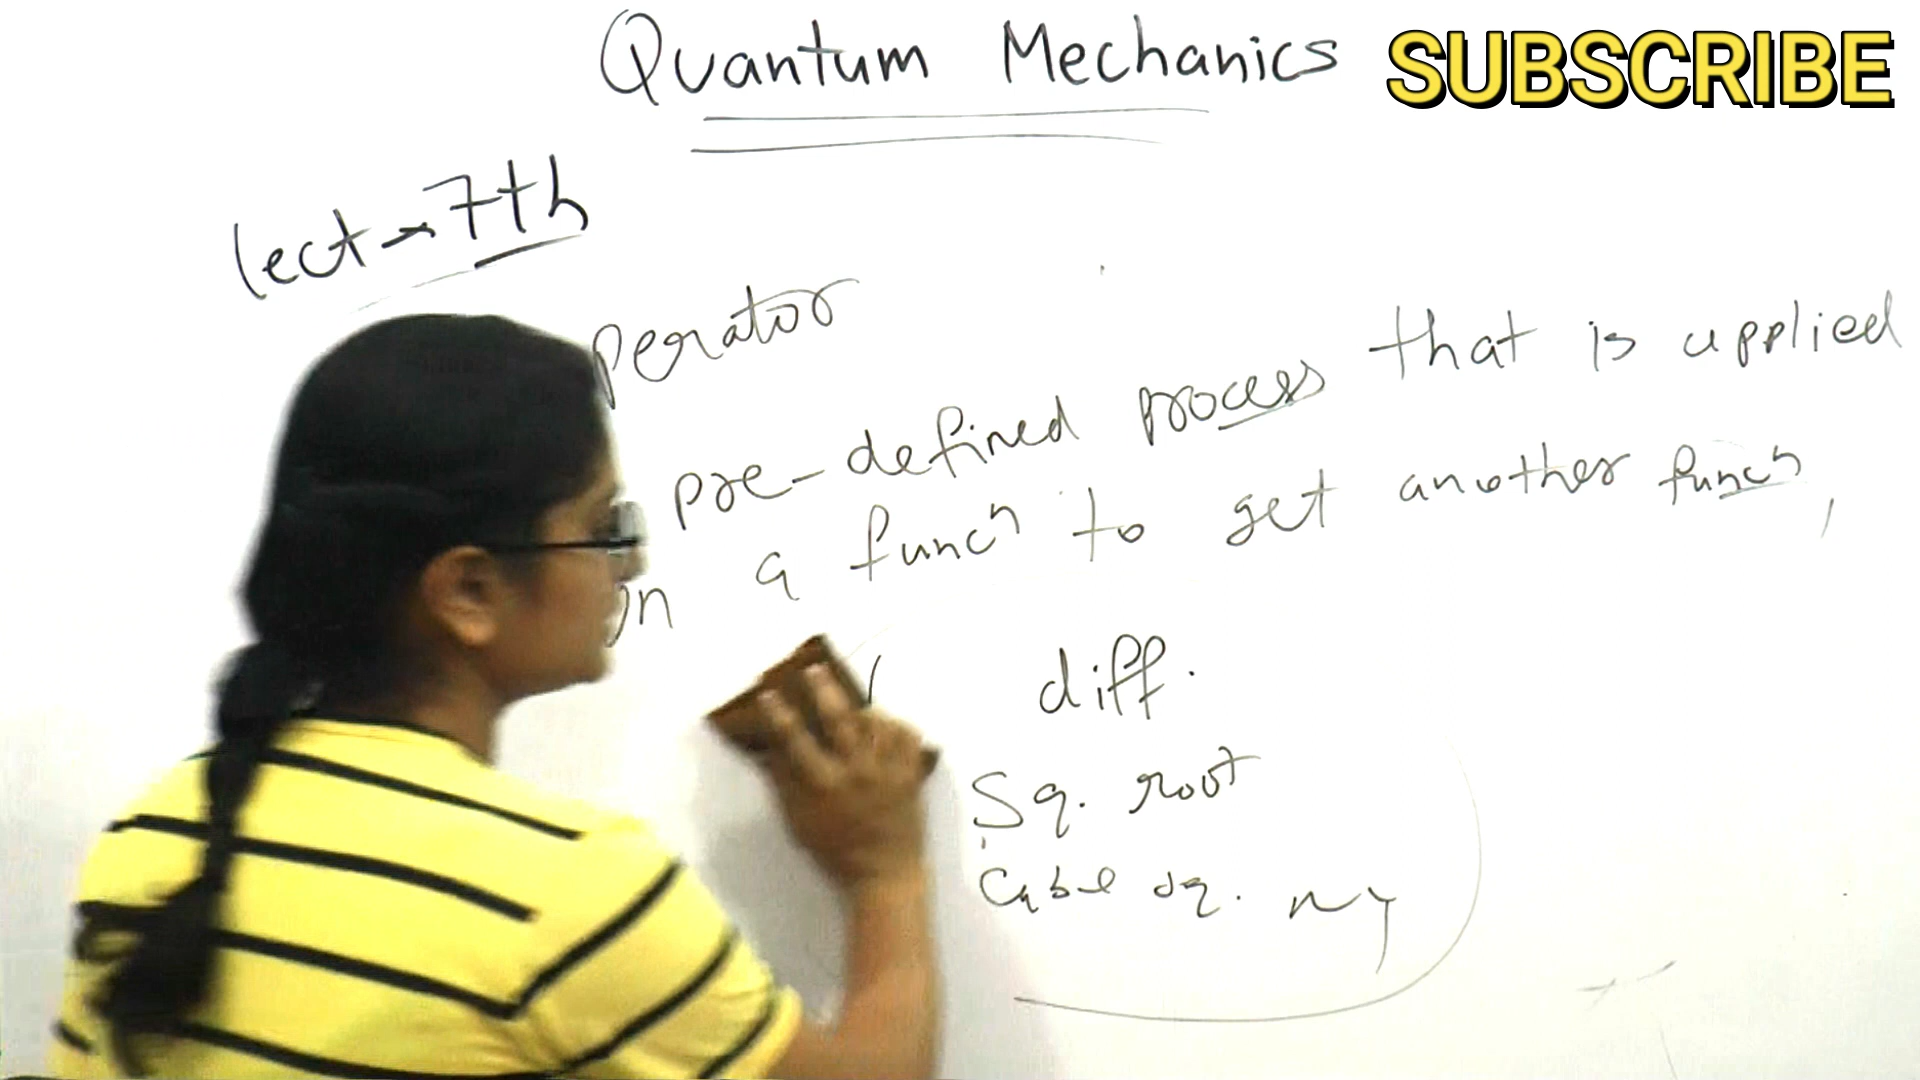 Quantum Mechanics
SUBSCRIBE
lect - 7th
perator
pre-defined process that is applied
on a funcⁿ to get another funcⁿ,
diff.
Sq. root
Cube sq.